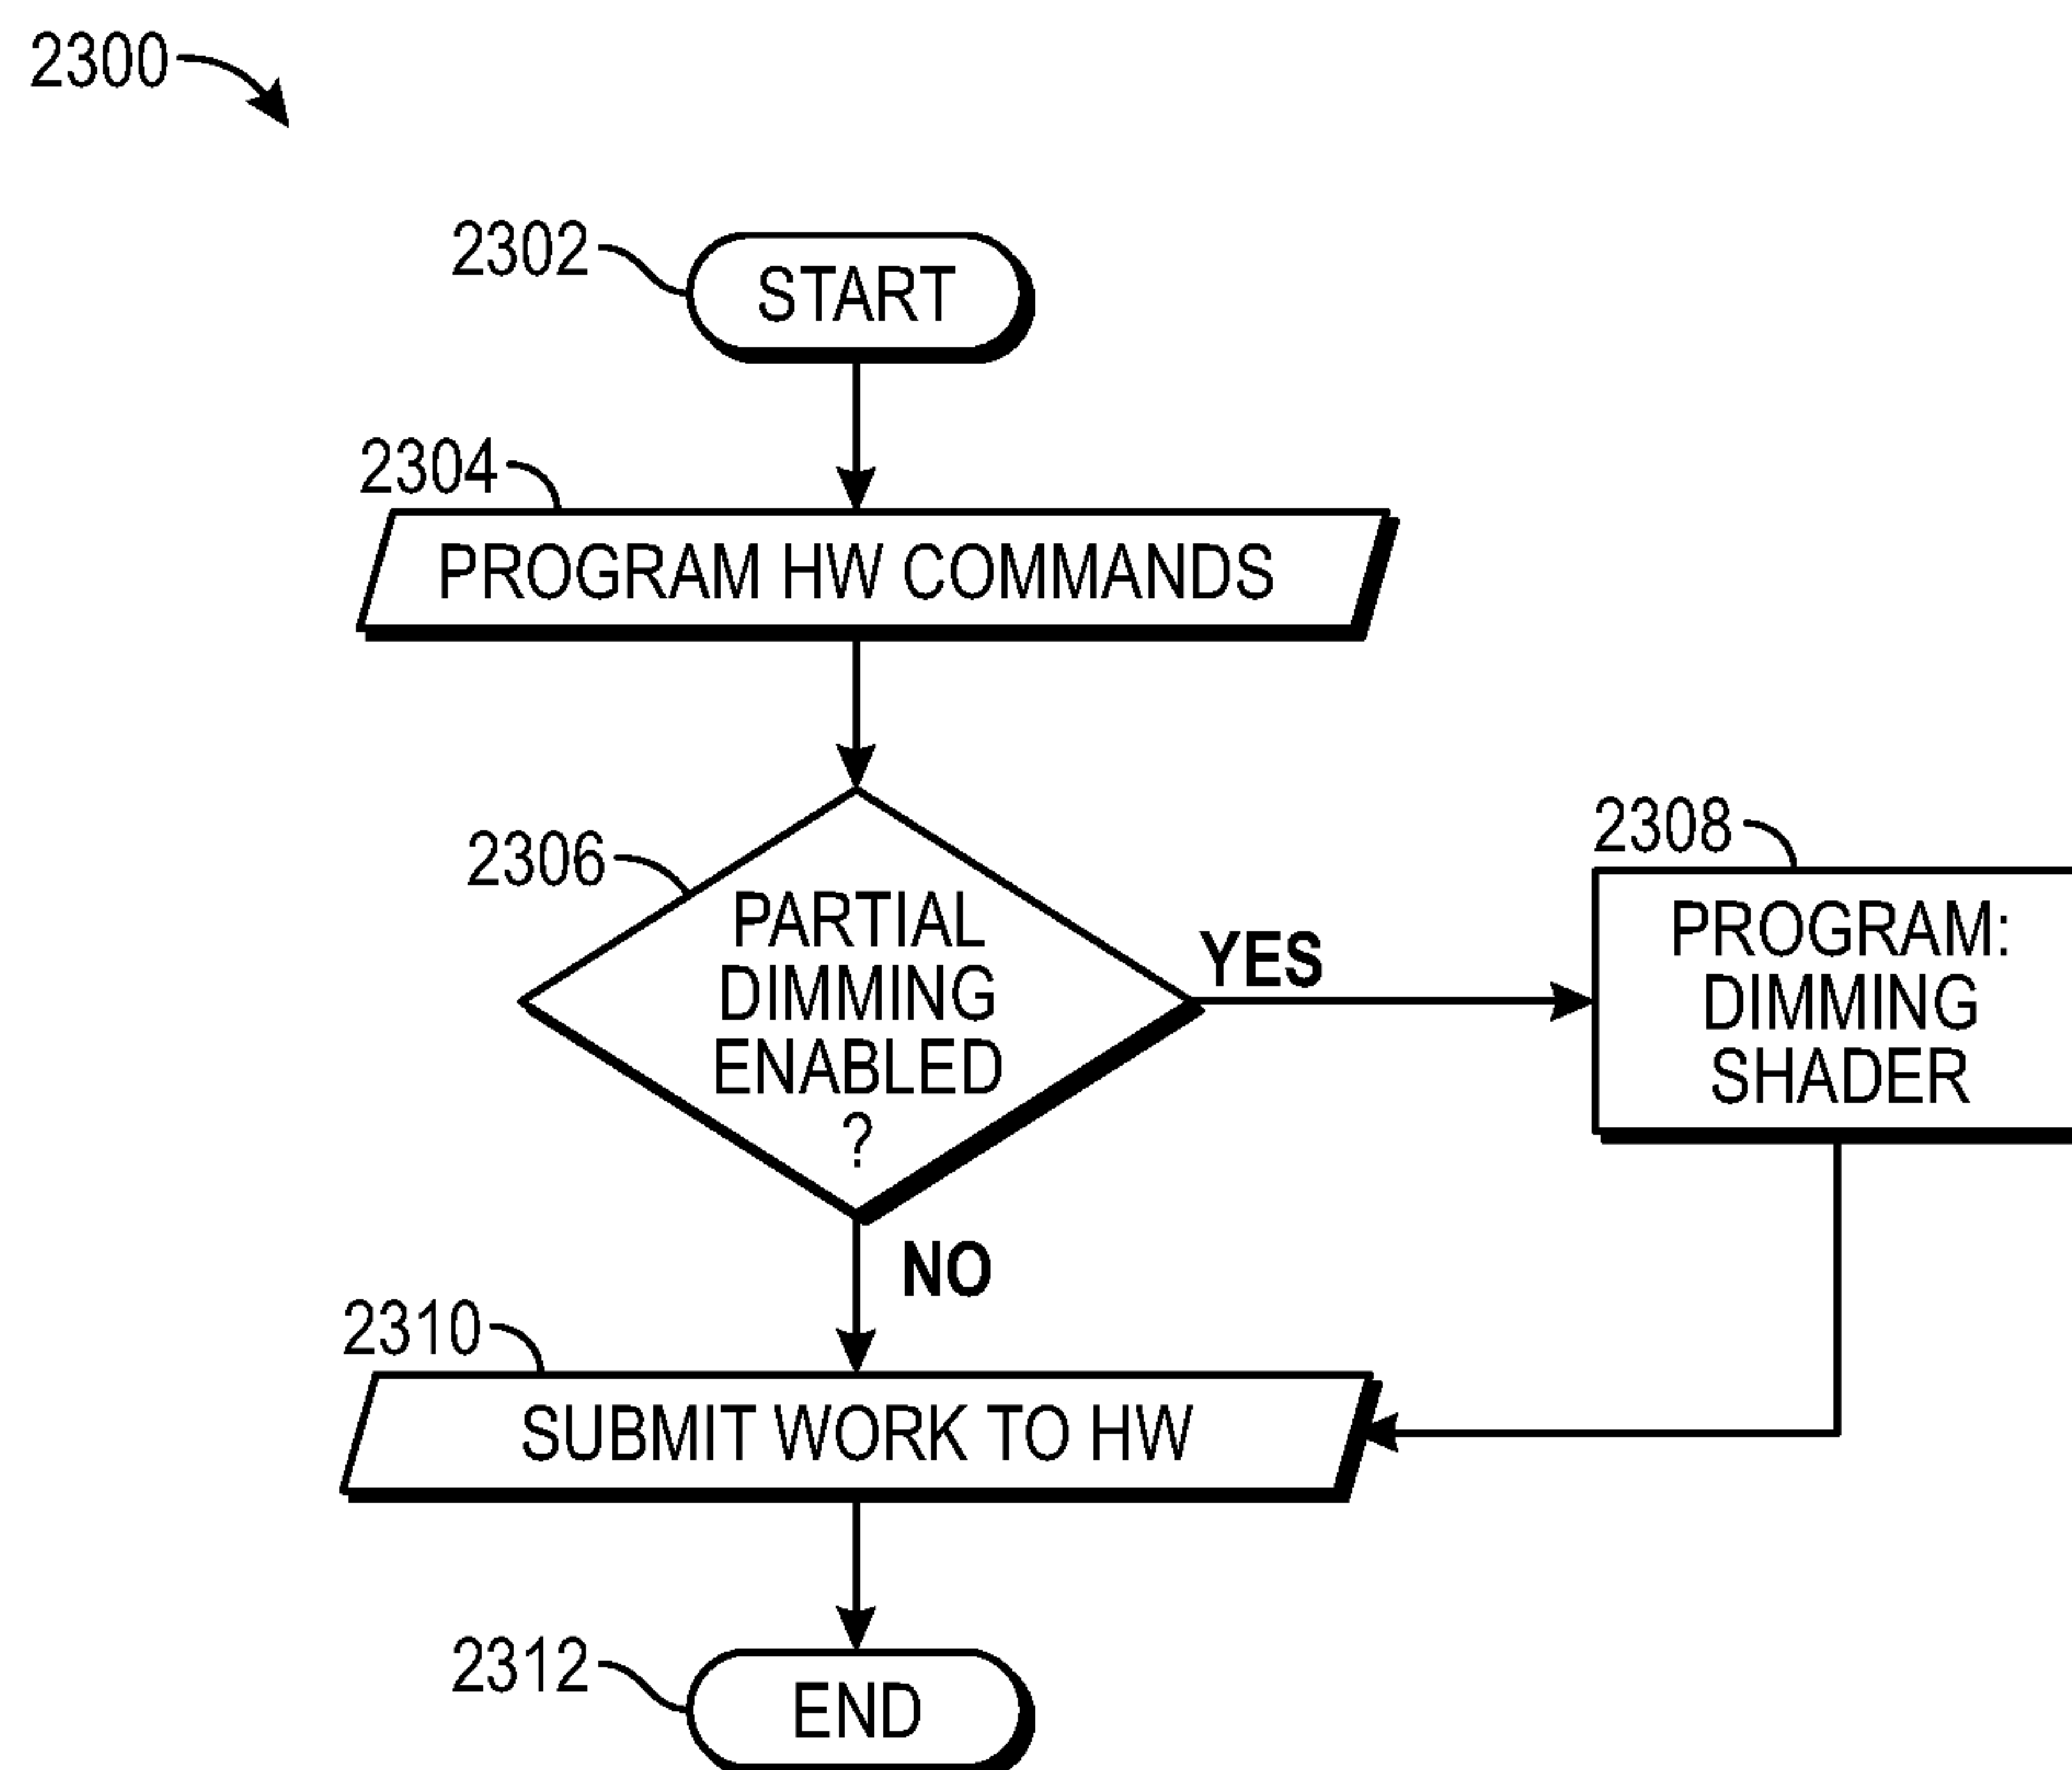 2300
2302
START
2304
PROGRAM HW COMMANDS
2306
PARTIAL
DIMMING
ENABLED
?
YES
2308
PROGRAM:
DIMMING
SHADER
NO
2310
SUBMIT WORK TO HW
2312
END